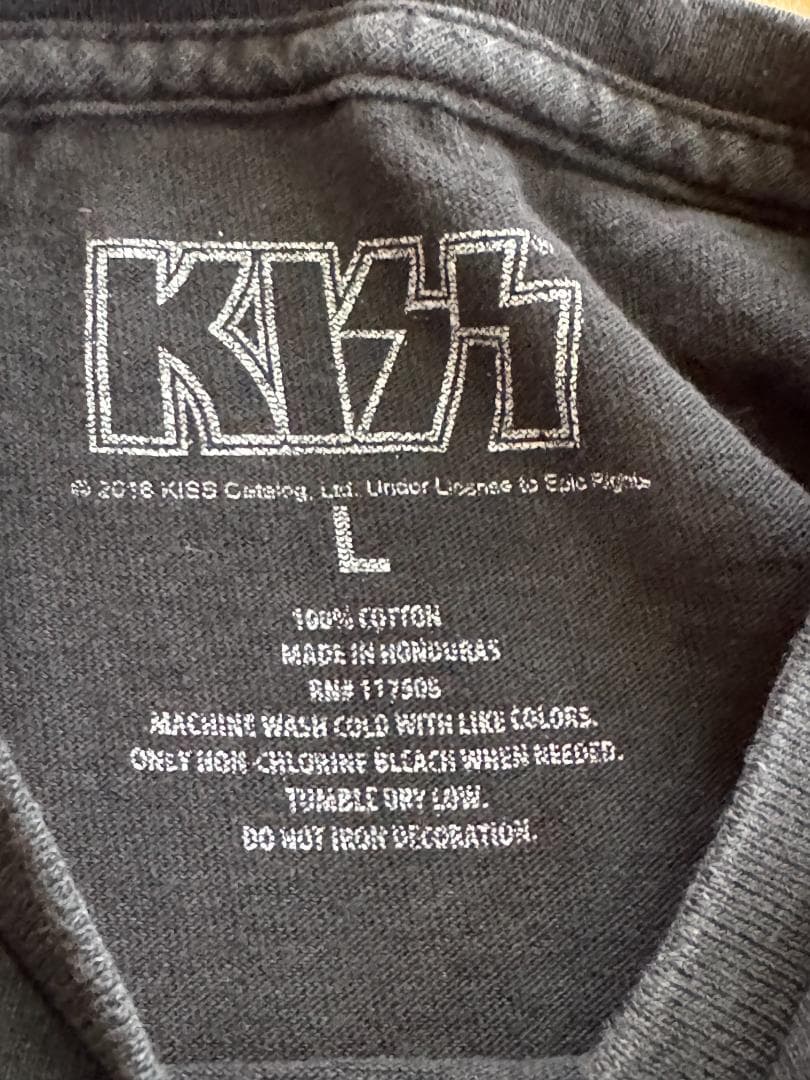 KISS
© 2018 KISS Catalog, Ltd. Under License to Epic Rights
L
100% COTTON
MADE IN HONDURAS
RN# 117506
MACHINE WASH COLD WITH LIKE COLORS.
ONLY NON-CHLORINE BLEACH WHEN NEEDED.
TUMBLE DRY LOW.
DO NOT IRON DECORATION.